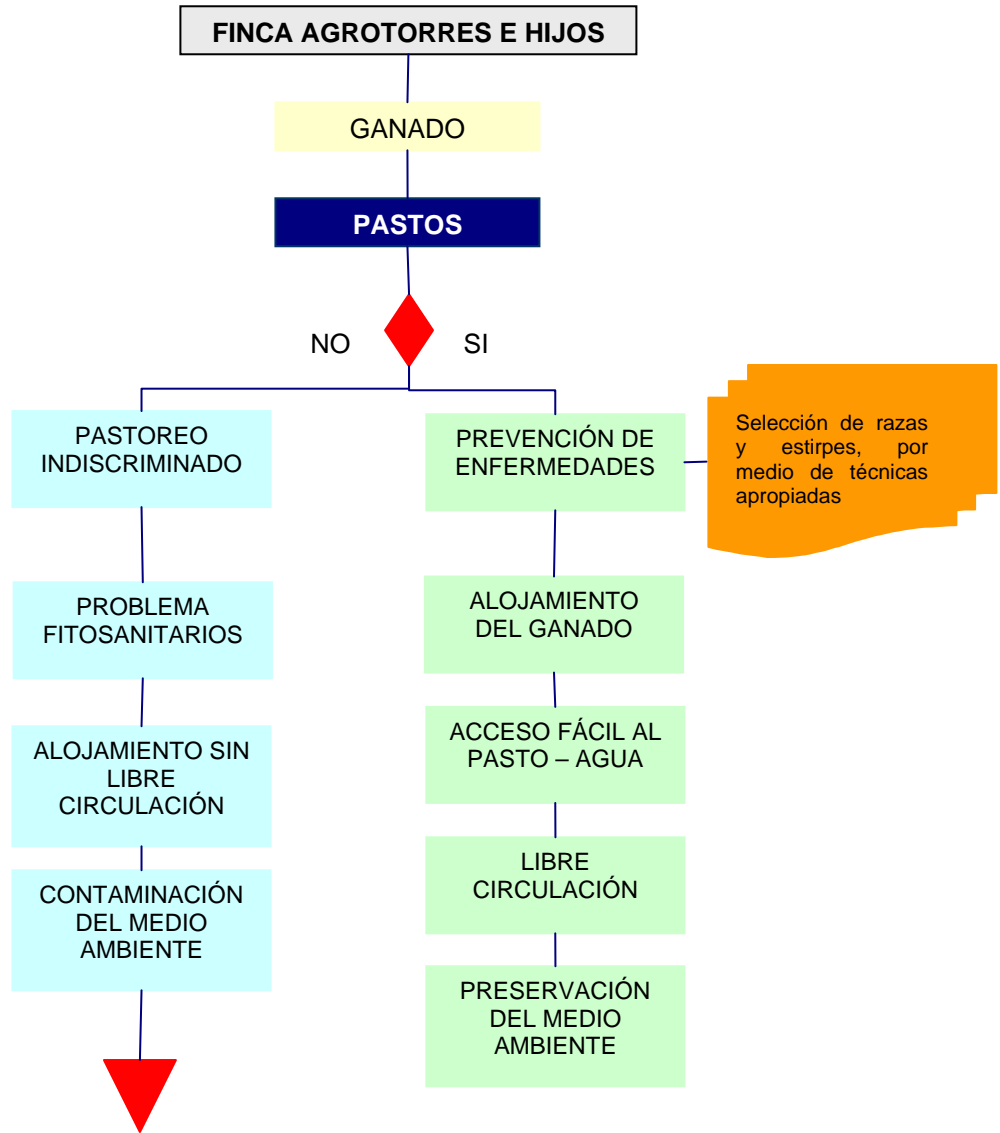 FINCA AGROTORRES E HIJOS
GANADO
PASTOS
NO
SI
PASTOREO
INDISCRIMINADO
PROBLEMA
FITOSANITARIOS
ALOJAMIENTO SIN
LIBRE
CIRCULACIÓN
CONTAMINACIÓN
DEL MEDIO
AMBIENTE
PREVENCIÓN DE
ENFERMEDADES
Selección de razas
y estirpes, por
medio de técnicas
apropiadas
ALOJAMIENTO
DEL GANADO
ACCESO FÁCIL AL
PASTO – AGUA
LIBRE
CIRCULACIÓN
PRESERVACIÓN
DEL MEDIO
AMBIENTE